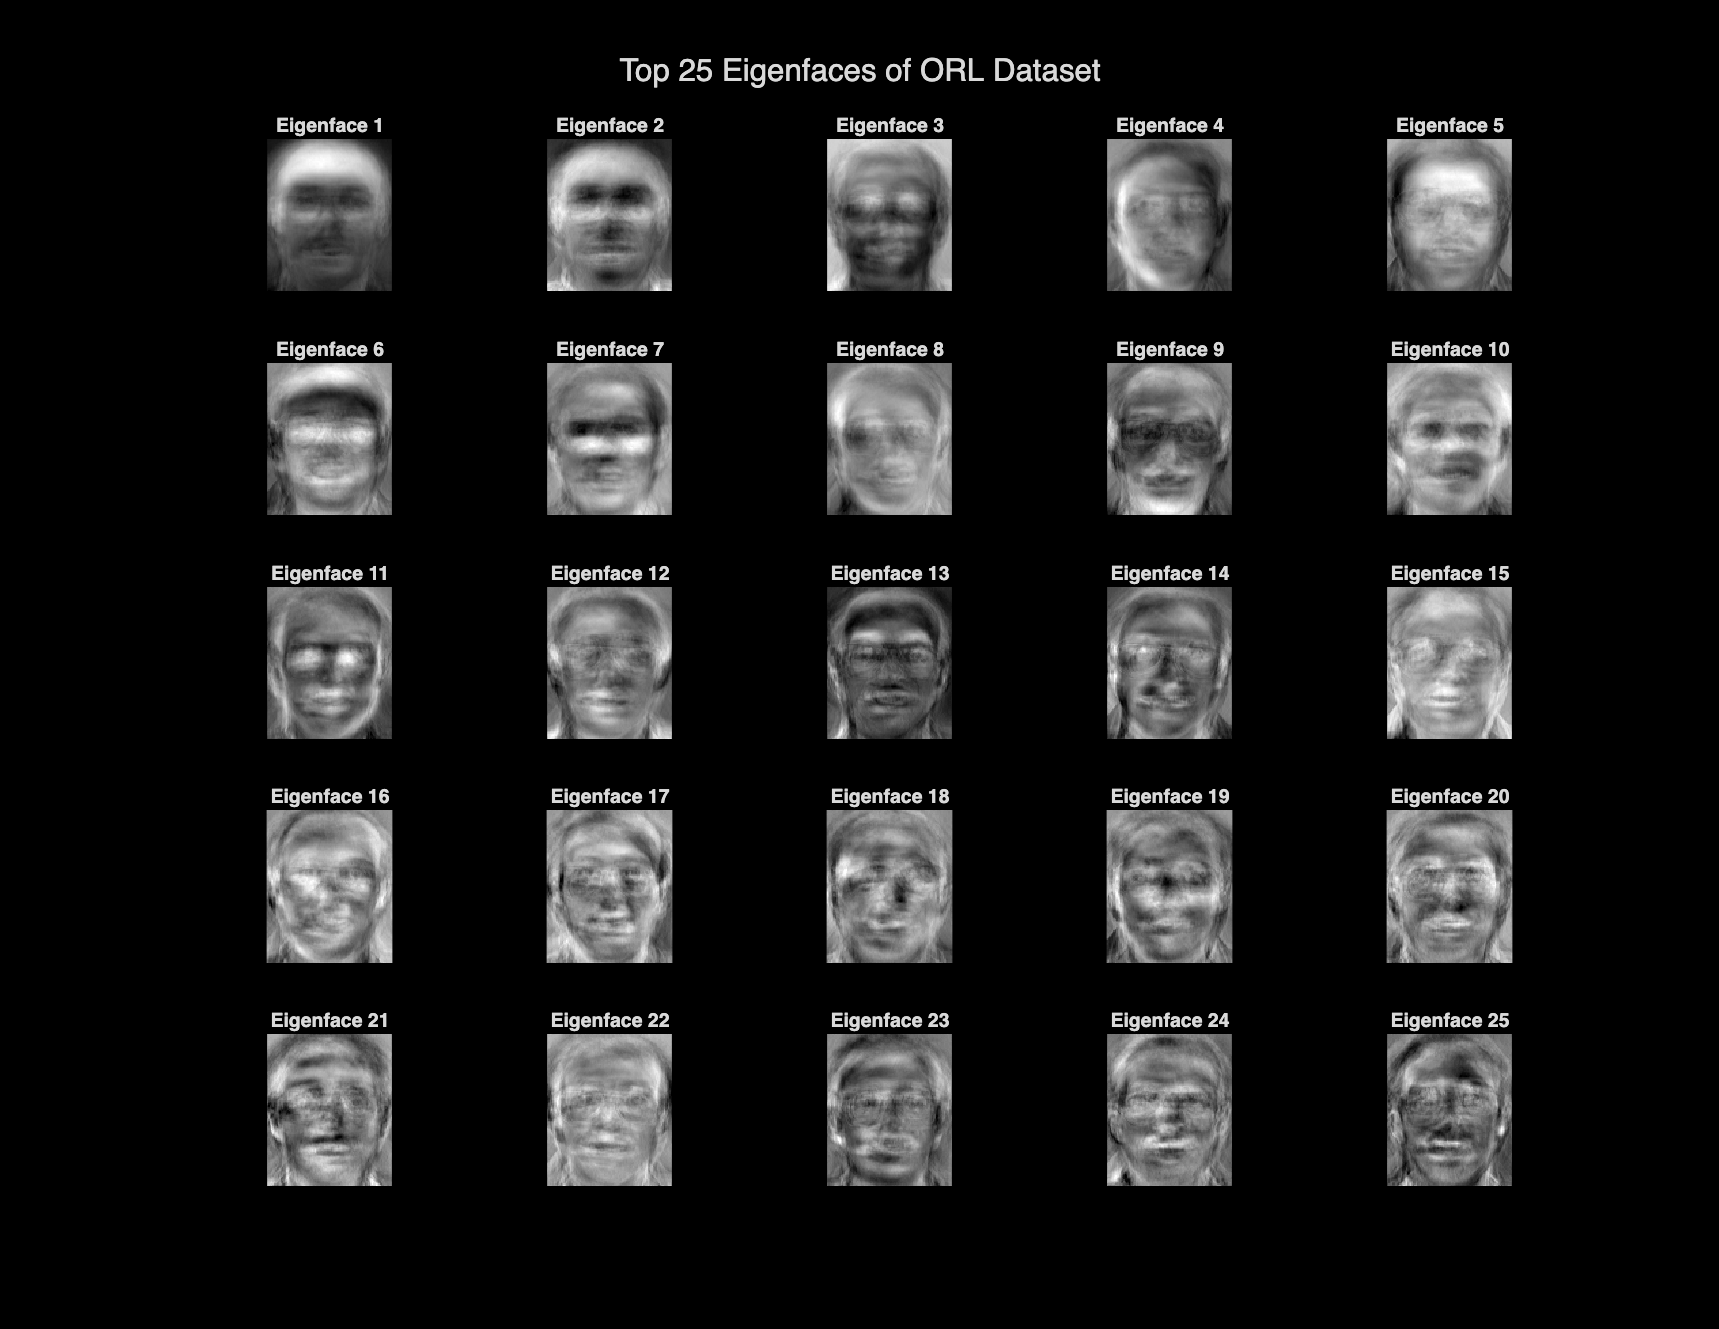 Top 25 Eigenfaces of ORL Dataset
Eigenface 1
Eigenface 2
Eigenface 3
Eigenface 4
Eigenface 5
Eigenface 6
Eigenface 7
Eigenface 8
Eigenface 9
Eigenface 10
Eigenface 11
Eigenface 12
Eigenface 13
Eigenface 14
Eigenface 15
Eigenface 16
Eigenface 17
Eigenface 18
Eigenface 19
Eigenface 20
Eigenface 21
Eigenface 22
Eigenface 23
Eigenface 24
Eigenface 25